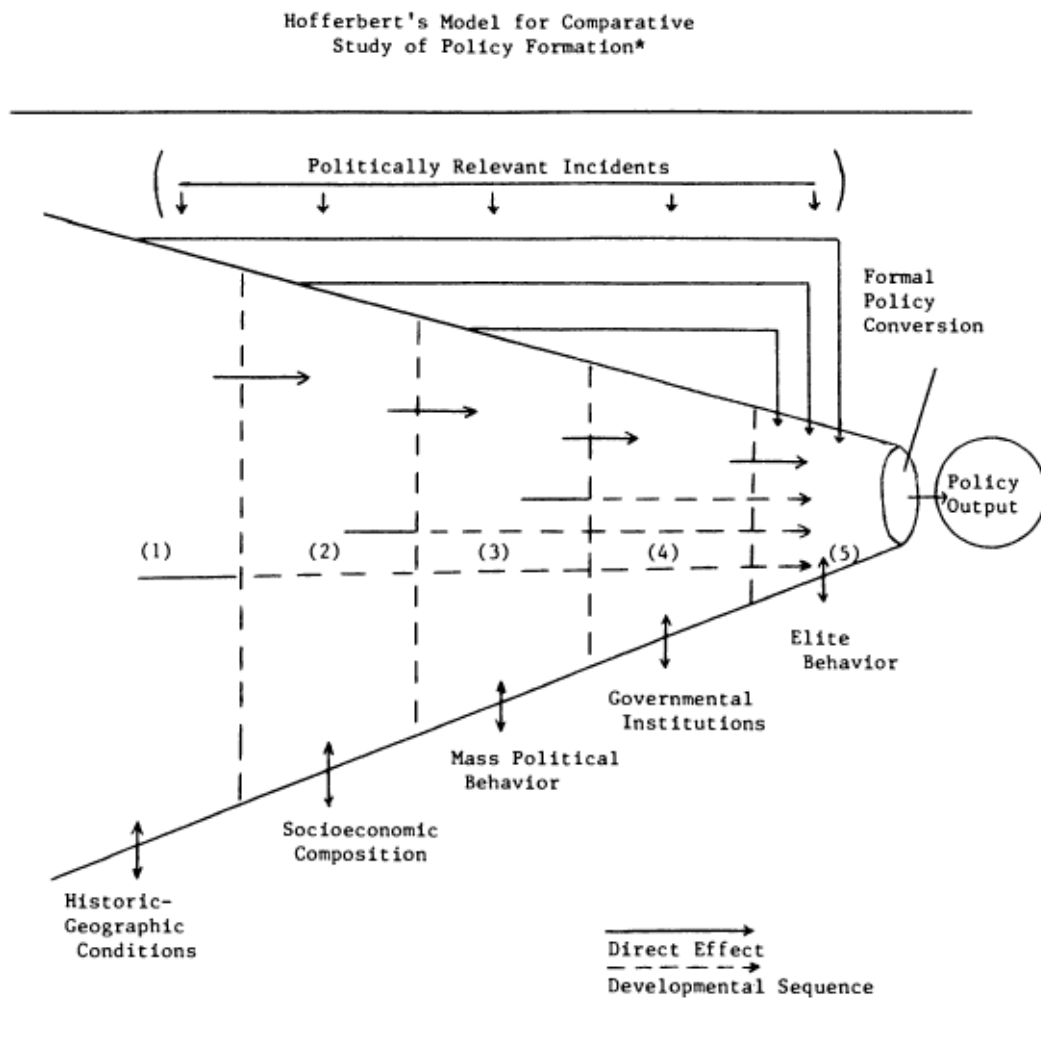 Hofferbert's Model for Comparative
Study of Policy Formation*
Politically Relevant Incidents
Formal
Policy
Conversion
Policy
Output
(1)
(2)
(3)
(4)
(5)
Elite
Behavior
Governmental
Institutions
Mass Political
Behavior
Socioeconomic
Composition
Historic-
Geographic
Conditions
Direct Effect
Developmental Sequence